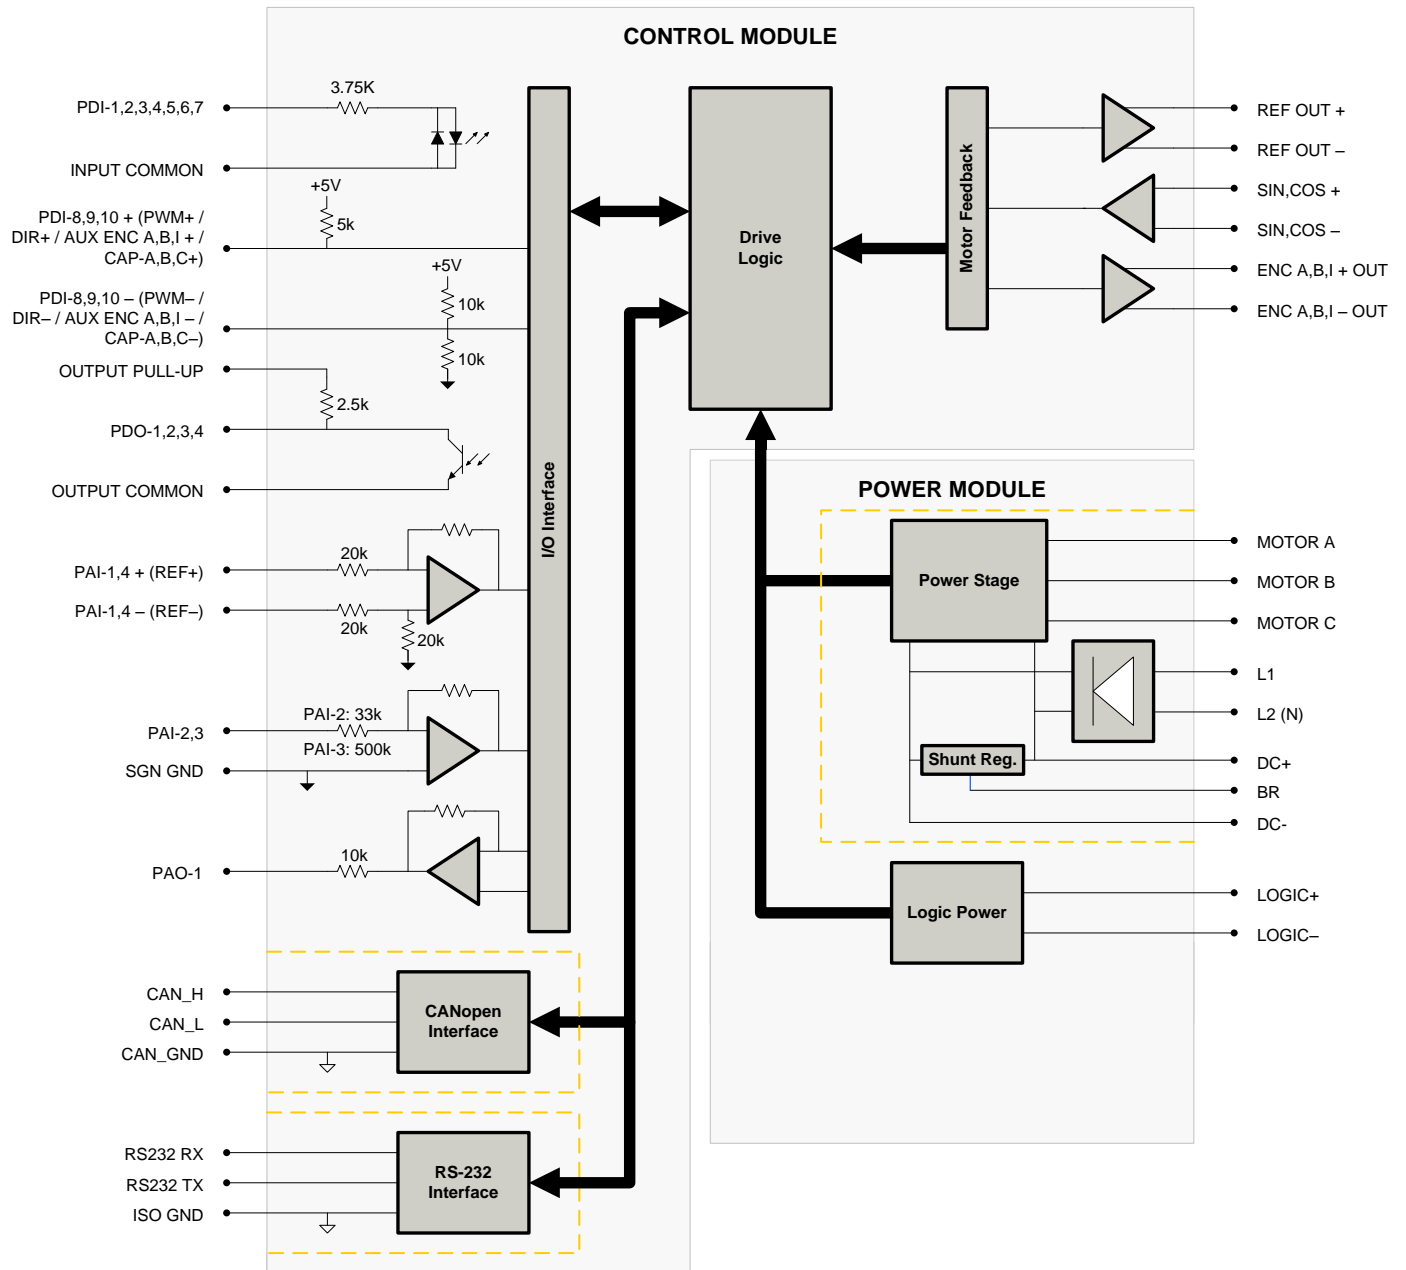 CONTROL MODULE
PDI-1,2,3,4,5,6,7
3.75K
INPUT COMMON
+5V
5k
PDI-8,9,10 + (PWM+ /
DIR+ / AUX ENC A,B,I + /
CAP-A,B,C+)
+5V
10k
10k
PDI-8,9,10 – (PWM– /
DIR– / AUX ENC A,B,I – /
CAP-A,B,C–)
OUTPUT PULL-UP
2.5k
PDO-1,2,3,4
OUTPUT COMMON
20k
PAI-1,4 + (REF+)
PAI-1,4 – (REF–)
20k
20k
PAI-2: 33k
PAI-2,3
PAI-3: 500k
SGN GND
10k
PAO-1
I/O Interface
CAN_H
CAN_L
CAN_GND
CANopen
Interface
RS232 RX
RS232 TX
ISO GND
RS-232
Interface
Drive
Logic
Motor Feedback
REF OUT +
REF OUT –
SIN,COS +
SIN,COS –
ENC A,B,I + OUT
ENC A,B,I – OUT
POWER MODULE
Power Stage
MOTOR A
MOTOR B
MOTOR C
L1
L2 (N)
Shunt Reg.
DC+
BR
DC-
Logic Power
LOGIC+
LOGIC–